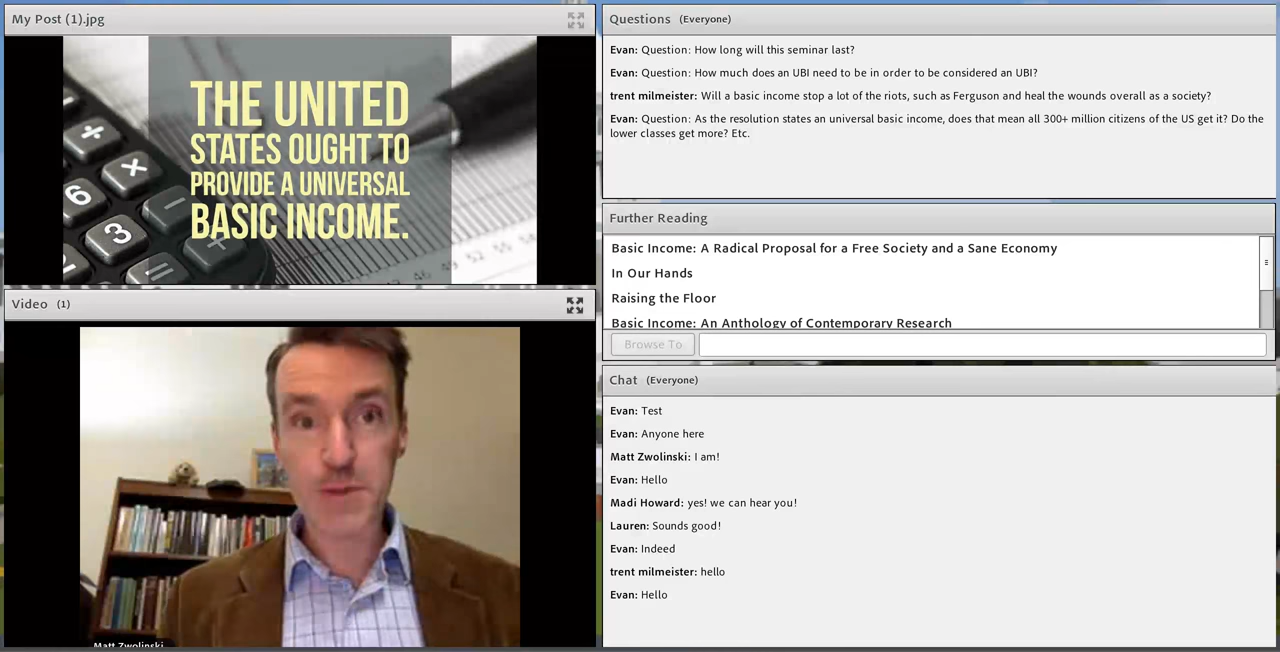 My Post (1).jpg
THE UNITED
STATES OUGHT TO
PROVIDE A UNIVERSAL
BASIC INCOME.
Video (1)
Matt Zwolinski
Questions (Everyone)
Evan: Question: How long will this seminar last?
Evan: Question: How much does an UBI need to be in order to be considered an UBI?
trent milmeister: Will a basic income stop a lot of the riots, such as Ferguson and heal the wounds overall as a society?
Evan: Question: As the resolution states an universal basic income, does that mean all 300+ million citizens of the US get it? Do the
lower classes get more? Etc.
Further Reading
Basic Income: A Radical Proposal for a Free Society and a Sane Economy
In Our Hands
Raising the Floor
Basic Income: An Anthology of Contemporary Research
Browse To
Chat (Everyone)
Evan: Test
Evan: Anyone here
Matt Zwolinski: I am!
Evan: Hello
Madi Howard: yes! we can hear you!
Lauren: Sounds good!
Evan: Indeed
trent milmeister: hello
Evan: Hello